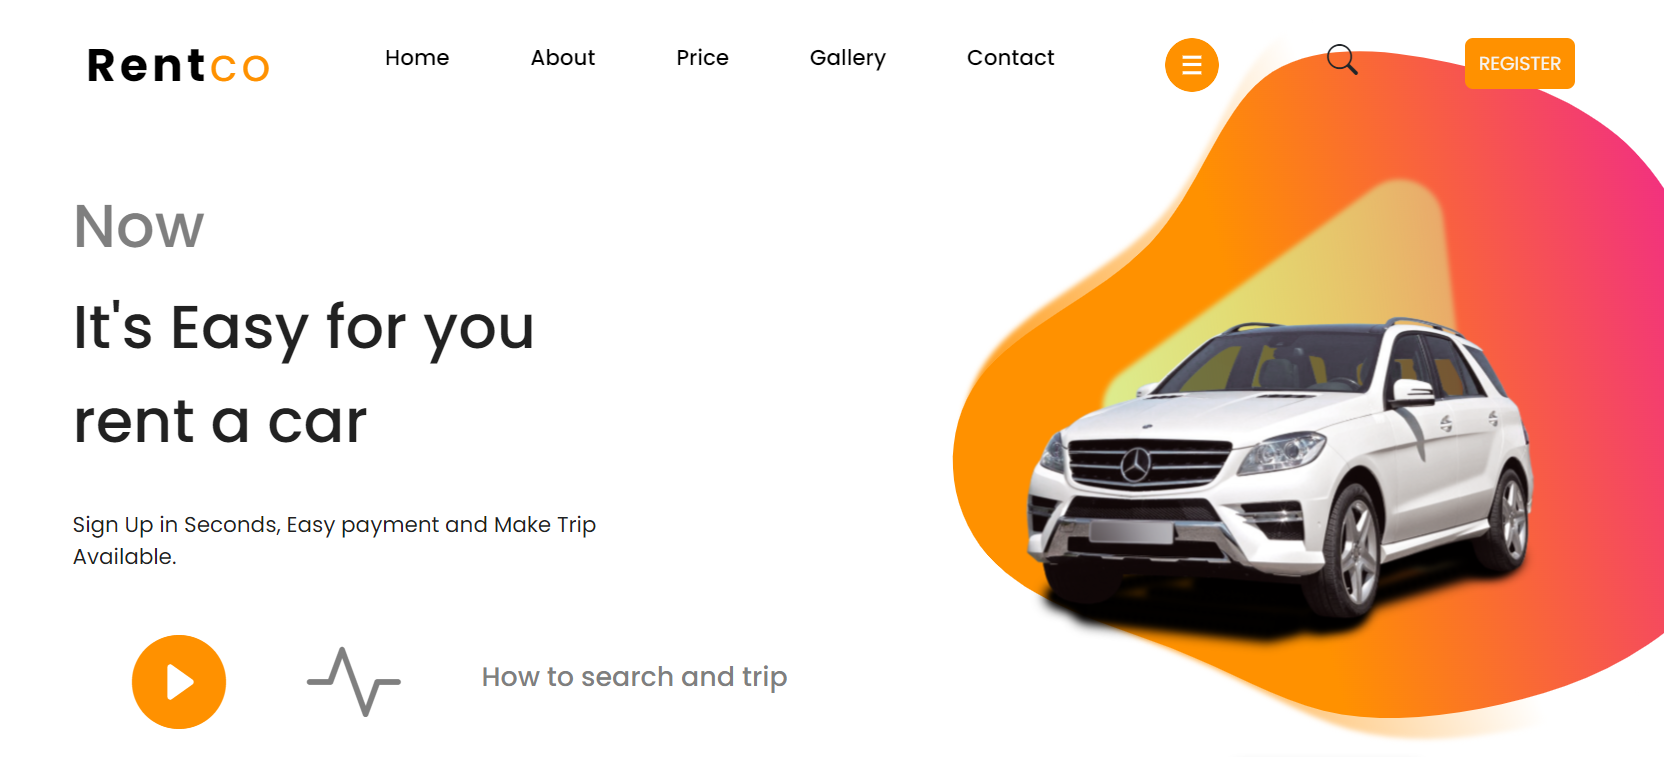 Rentco
Home About Price Gallery Contact REGISTER
Now
It's Easy for you
rent a car
Sign Up in Seconds, Easy payment and Make Trip
Available.
How to search and trip